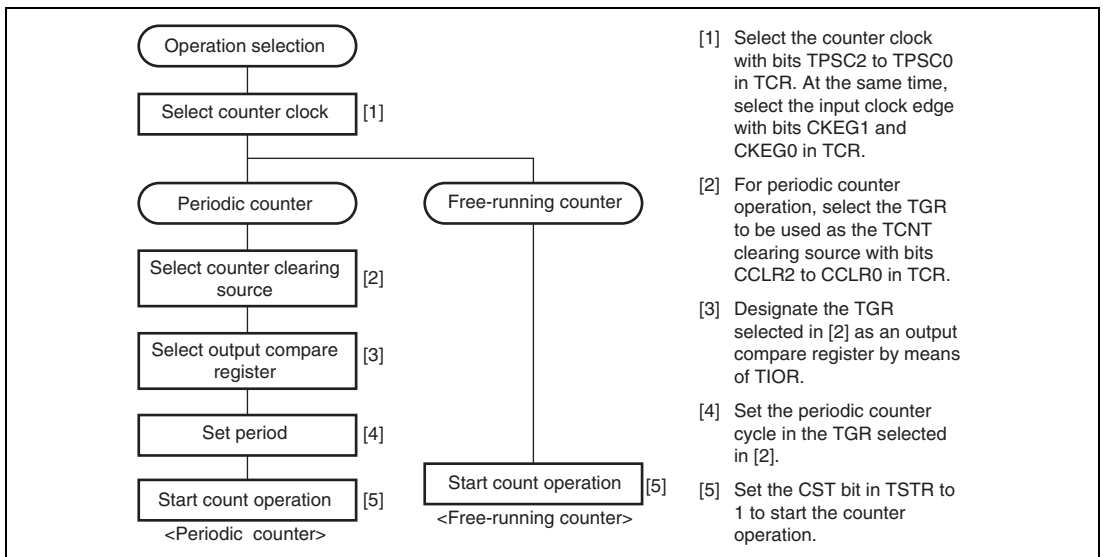 Operation selection
Select counter clock
[1]
Periodic counter
Free-running counter
Select counter clearing
source
[2]
Select output compare
register
[3]
Set period
[4]
Start count operation
[5]
<Periodic counter>
Start count operation
[5]
<Free-running counter>
[1] Select the counter clock
with bits TPSC2 to TPSC0
in TCR. At the same time,
select the input clock edge
with bits CKEG1 and
CKEG0 in TCR.
[2] For periodic counter
operation, select the TGR
to be used as the TCNT
clearing source with bits
CCLR2 to CCLR0 in TCR.
[3] Designate the TGR
selected in [2] as an output
compare register by means
of TIOR.
[4] Set the periodic counter
cycle in the TGR selected
in [2].
[5] Set the CST bit in TSTR to
1 to start the counter
operation.